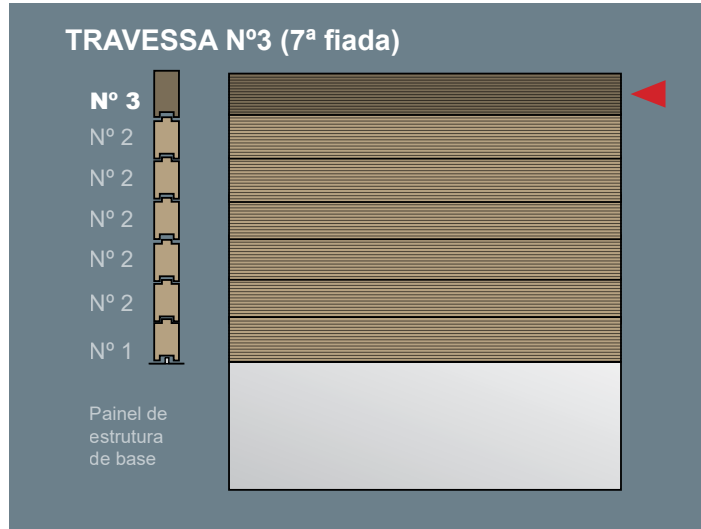 TRAVESSA Nº3 (7ª fiada)
Nº 3
Nº 2
Nº 2
Nº 2
Nº 2
Nº 2
Nº 1
Painel de
estrutura
de base